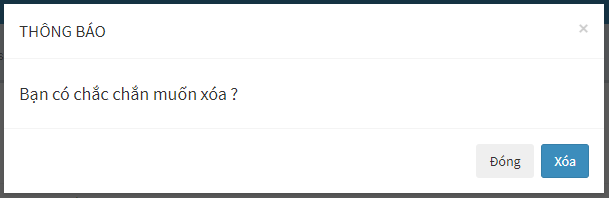 THÔNG BÁO
×
Bạn có chắc chắn muốn xóa ?
Đóng
Xóa